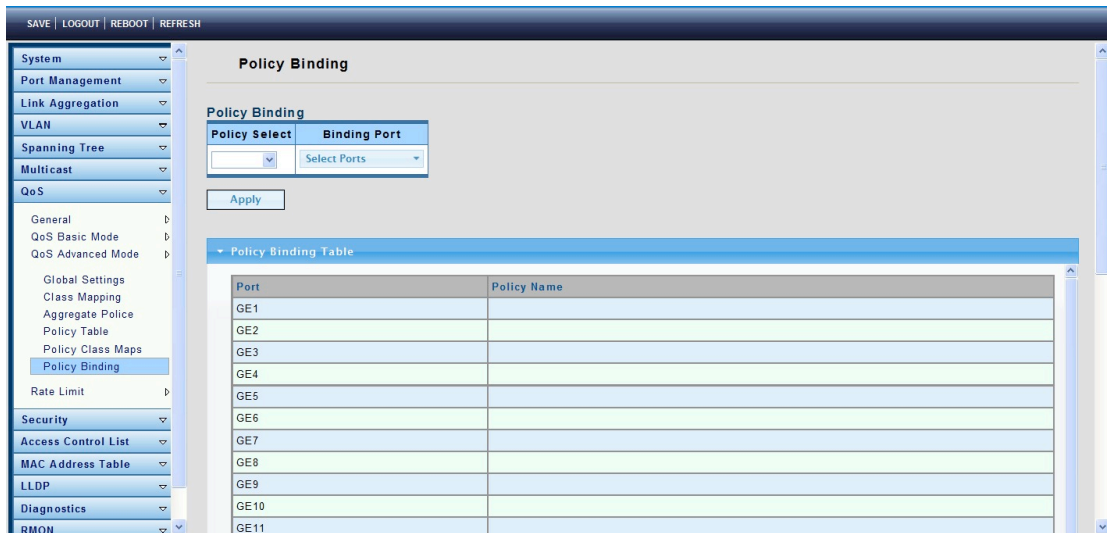 SAVE | LOGOUT | REBOOT | REFRESH
System
Port Management
Link Aggregation
VLAN
Spanning Tree
Multicast
QoS
General
QoS Basic Mode
QoS Advanced Mode
Global Settings
Class Mapping
Aggregate Police
Policy Table
Policy Class Maps
Policy Binding
Rate Limit
Security
Access Control List
MAC Address Table
LLDP
Diagnostics
RMON
Policy Binding
Policy Binding
Policy Select Binding Port
Select Ports
Apply
Policy Binding Table
Port Policy Name
GE1
GE2
GE3
GE4
GE5
GE6
GE7
GE8
GE9
GE10
GE11